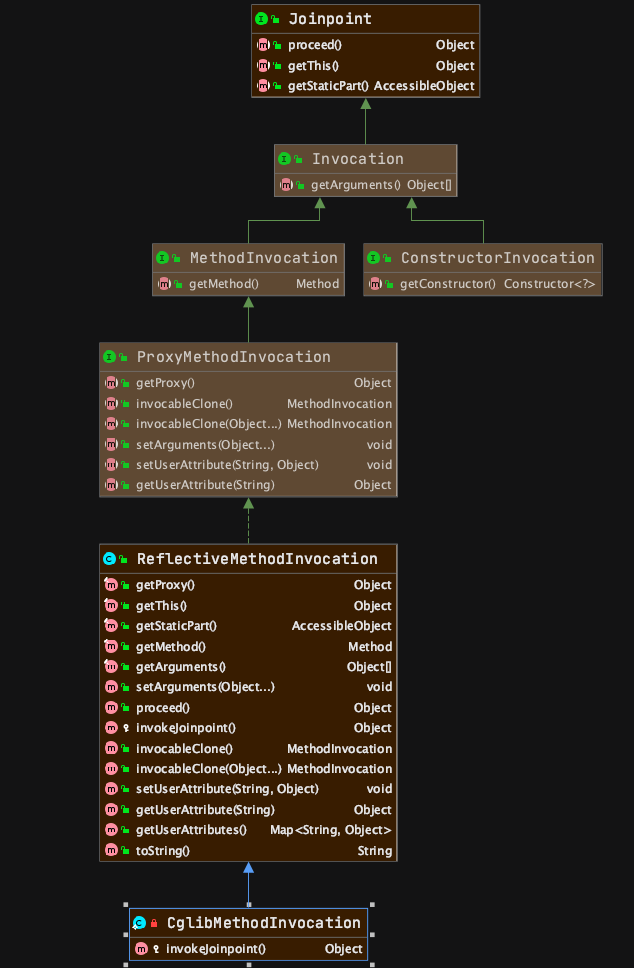 Joinpoint
proceed() Object
getThis() Object
getStaticPart() AccessibleObject
Invocation
getArguments() Object[]
MethodInvocation
getMethod() Method
ConstructorInvocation
getConstructor() Constructor<?>
ProxyMethodInvocation
getProxy() Object
invocableClone() MethodInvocation
invocableClone(Object...) MethodInvocation
setArguments(Object...) void
setUserAttribute(String, Object) void
getUserAttribute(String) Object
ReflectiveMethodInvocation
getProxy() Object
getThis() Object
getStaticPart() AccessibleObject
getMethod() Method
getArguments() Object[]
setArguments(Object...) void
proceed() Object
invokeJoinpoint() Object
invocableClone() MethodInvocation
invocableClone(Object...) MethodInvocation
setUserAttribute(String, Object) void
getUserAttribute(String) Object
getUserAttributes() Map<String, Object>
toString() String
CglibMethodInvocation
invokeJoinpoint() Object